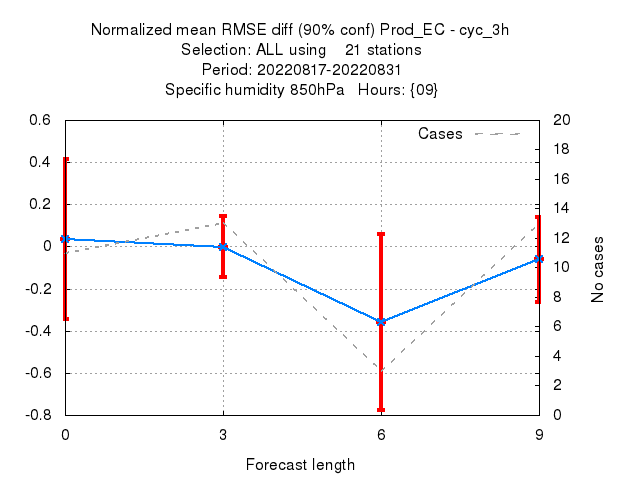 Normalized mean RMSE diff (90% conf) Prod_EC - cyc_3h
Selection: ALL using 21 stations
Period: 20220817-20220831
Specific humidity 850hPa Hours: {09}
Cases
0.6
0.4
0.2
0
-0.2
-0.4
-0.6
-0.8
20
18
16
14
12
10
8
6
4
2
0
No cases
0 3 6 9
Forecast length